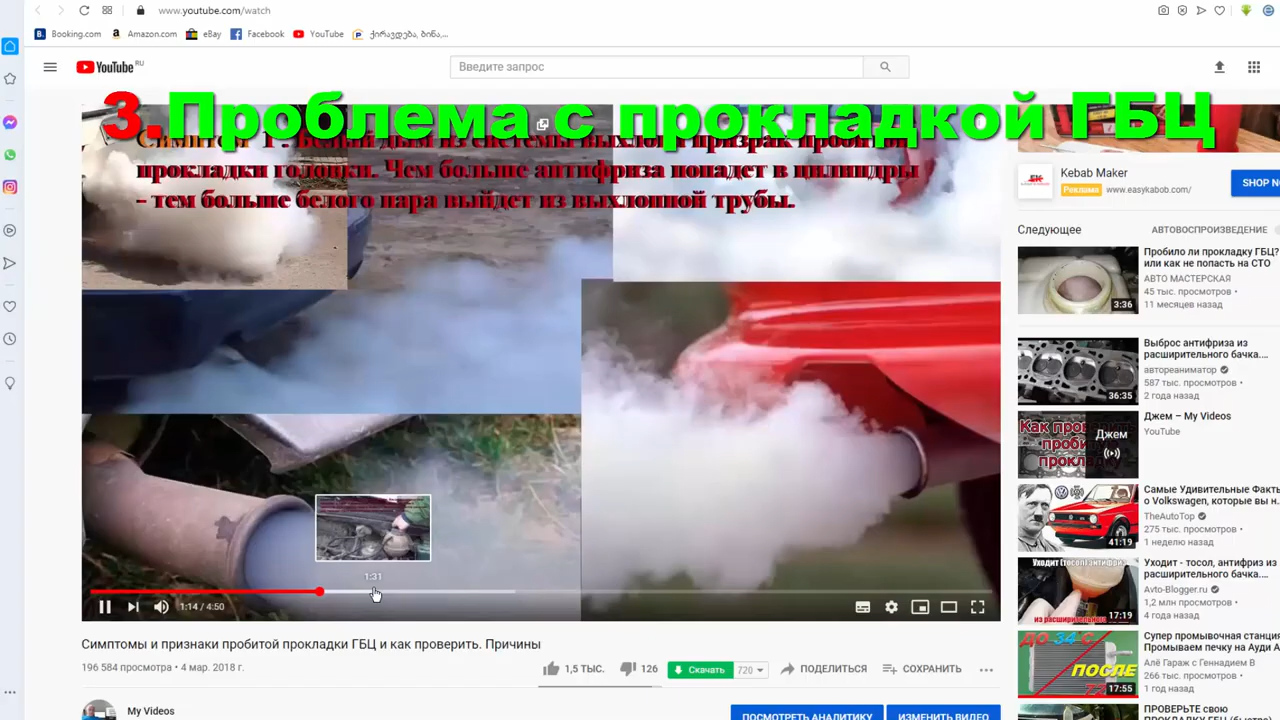 www.youtube.com/watch
Booking.com
Amazon.com
eBay
Facebook
YouTube
YouTube RU
Введите запрос
3.Проблема с прокладкой ГБЦ
прокладки головки. Чем больше антифриза попадет в цилиндры
- тем больше белого пара выйдет из выхлопной трубы.
Kebab Maker
Реклама www.easykabob.com/
Следующее
АВТОВОСПРОИЗВЕДЕНИЕ
Пробило ли прокладку ГБЦ?
или как не попасть на СТО
АВТО МАСТЕРСКАЯ
45 тыс. просмотров •
11 месяцев назад
3:36
Выброс антифриза из
расширительного бачка....
автореаниматор
587 тыс. просмотров •
2 года назад
36:35
Джем – My Videos
YouTube
Джем
Самые Удивительные Факты
о Volkswagen, которые вы н...
TheAutoTop
275 тыс. просмотров •
1 неделю назад
41:19
Уходит - тосол, антифриз из
расширительного бачка....
Avto-Blogger.ru
1,2 млн просмотров •
4 года назад
17:19
Супер промывочная станция
Промываем печку на Ауди А
Алё Гараж с Геннадием В
266 тыс. просмотров •
1 год назад
ДО 34 С
ПОСЛЕ
17:55
ПРОВЕРЬТЕ свою
1:31
1:14 / 4:50
Симптомы и признаки пробитой прокладки ГБЦ и как проверить. Причины
196 584 просмотра • 4 мар. 2018 г.
1,5 ТЫС.
126
Скачать
720
ПОДЕЛИТЬСЯ
СОХРАНИТЬ
My Videos
ПОСМОТРЕТЬ АНАЛИТИКУ
ИЗМЕНИТЬ ВИДЕО